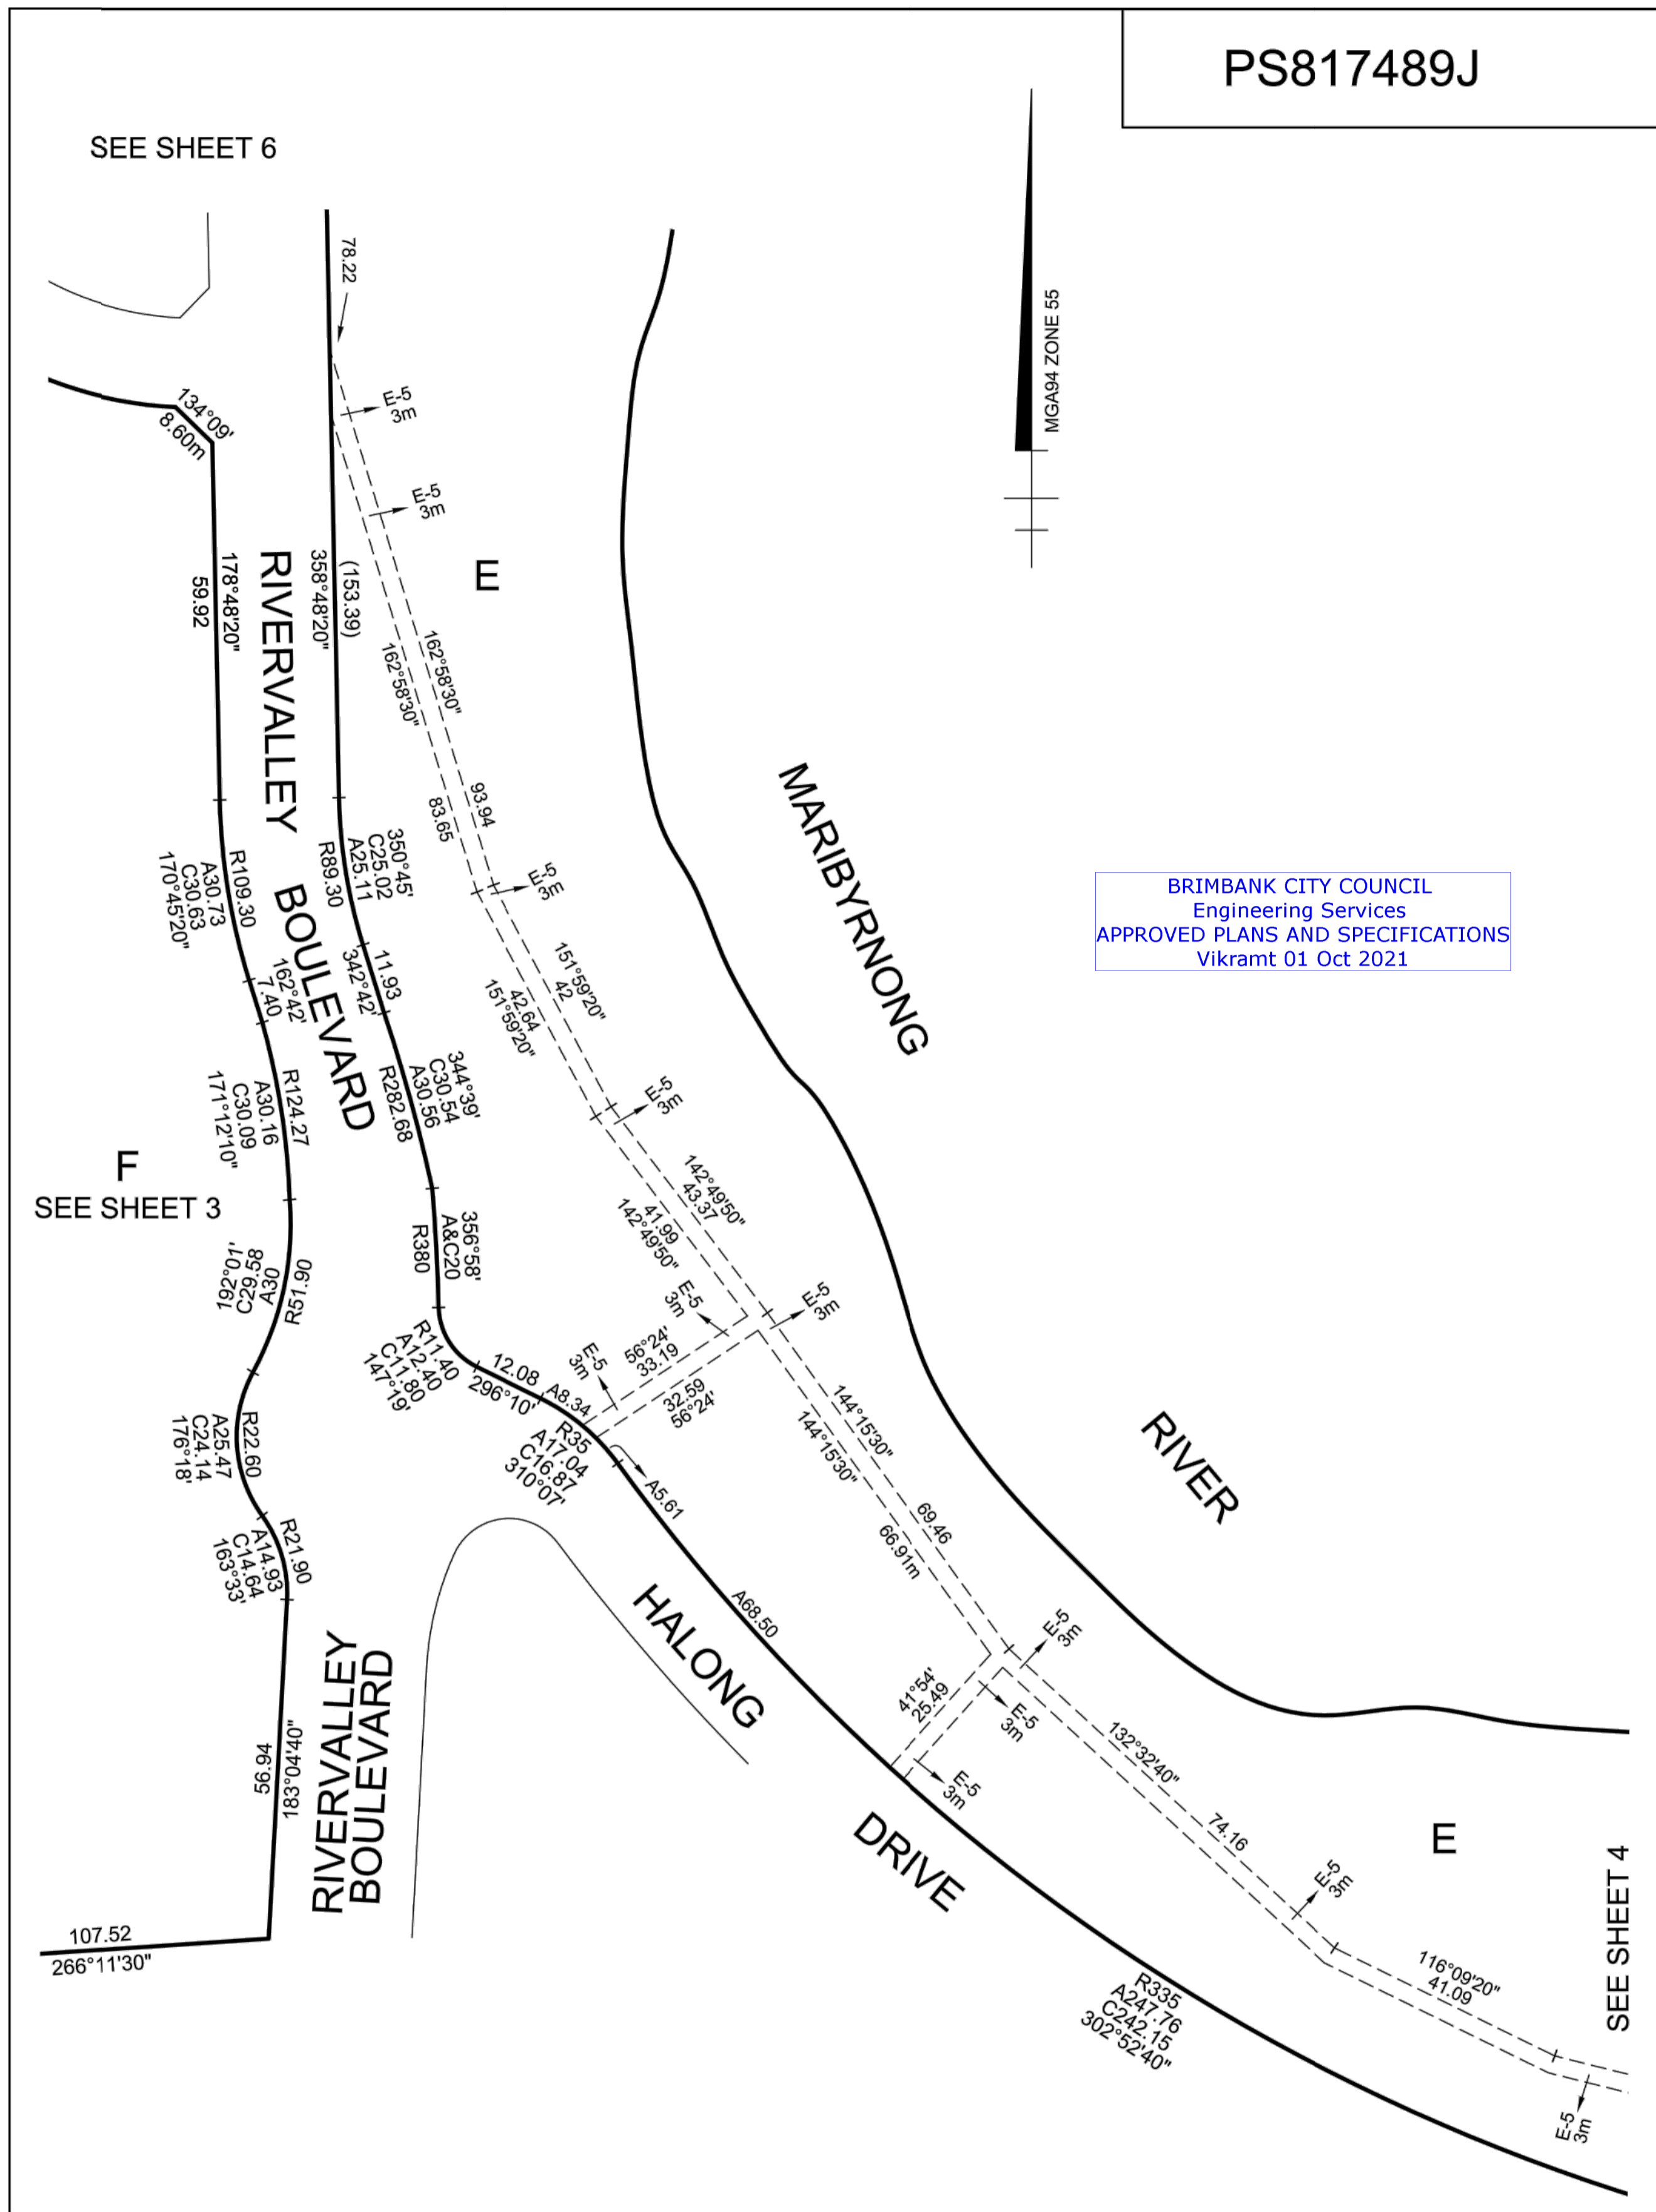 PS817489J
SEE SHEET 6
78.22
MGA94 ZONE 55
134°09'
8.60m
E-5
3m
E-5
3m
178°48'20"
59.92
RIVERVALLEY BOULEVARD
(153.39)
358°48'20"
E
162°58'30"
93.94
162°58'30"
83.65
MARIBYRNONG
RIVER
BRIMBANK CITY COUNCIL
Engineering Services
APPROVED PLANS AND SPECIFICATIONS
Vikramt 01 Oct 2021
R109.30
A30.73
C30.63
170°45'20"
350°45'
C25.02
A25.11
R89.30
E-5
3m
162°42'
7.40
11.93
342°42'
151°59'20"
42
42.64
151°59'20"
R124.27
A30.16
C30.09
171°12'10"
344°39'
C30.54
A30.56
R282.68
E-5
3m
F
SEE SHEET 3
142°49'50"
43.37
41.99
142°49'50"
356°58'
A&C20
R380
R51.90
A30
C29.58
192°01'
E-5
3m
E-5
3m
E-5
3m
56°24'
33.19
32.59
56°24'
R11.40
A12.40
C11.80
147°19'
12.08
296°10'
A8.34
R35
A17.04
C16.87
310°07'
A5.61
144°15'30"
69.46
144°15'30"
66.91m
R22.60
A25.47
C24.14
176°18'
R21.90
A14.93
C14.64
163°33'
A68.50
HALONG
DRIVE
RIVERVALLEY
BOULEVARD
56.94
183°04'40"
41°54'
25.49
E-5
3m
E-5
3m
E-5
3m
132°32'40"
74.16
E
E-5
3m
SEE SHEET 4
107.52
266°11'30"
116°09'20"
41.09
R335
A247.76
C242.15
302°52'40"
E-5
3m